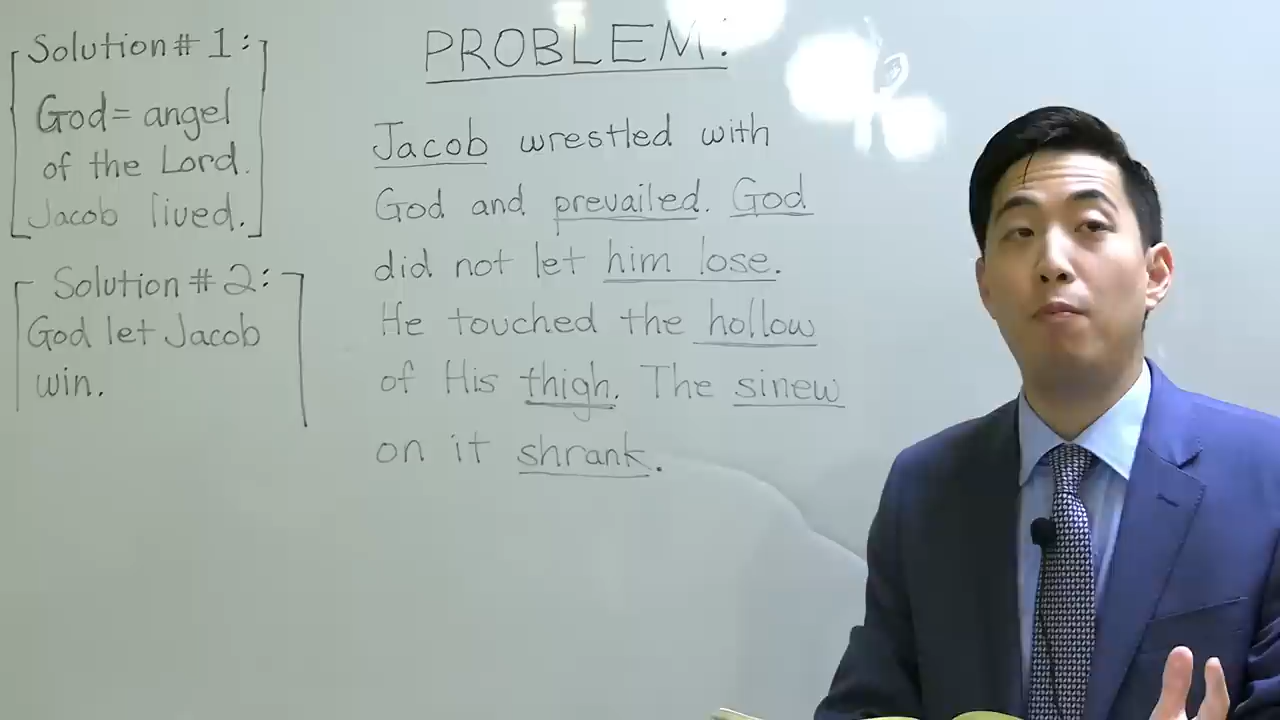 Solution # 1:
God = angel
of the Lord.
Jacob lived.
Solution # 2:
God let Jacob
win.
PROBLEM:
Jacob wrestled with
God and prevailed. God
did not let him lose.
He touched the hollow
of His thigh. The sinew
on it shrank.